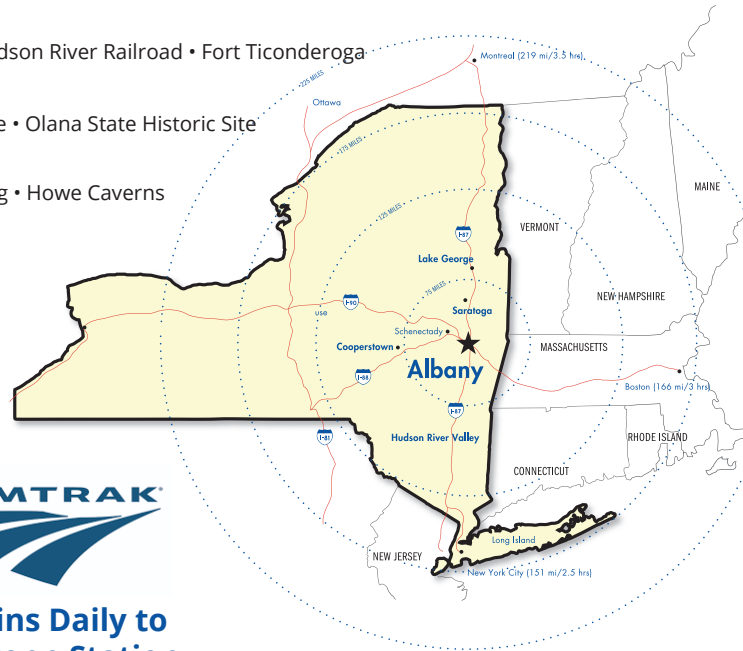 dson River Railroad • Fort Ticonderoga
e • Olana State Historic Site
g • Howe Caverns
225 MILES
Montreal (219 mi/3.5 hrs)
Ottawa
175 MILES
MAINE
125 MILES
I-87
VERMONT
Lake George
75 MILES
NEW HAMPSHIRE
I-90
use
Saratoga
Schenectady
Cooperstown
MASSACHUSETTS
Albany
I-88
Boston (166 mi/3 hrs)
I-87
I-81
Hudson River Valley
RHODE ISLAND
CONNECTICUT
MTRAK
Long Island
NEW JERSEY
New York City (151 mi/2.5 hrs)
ins Daily to